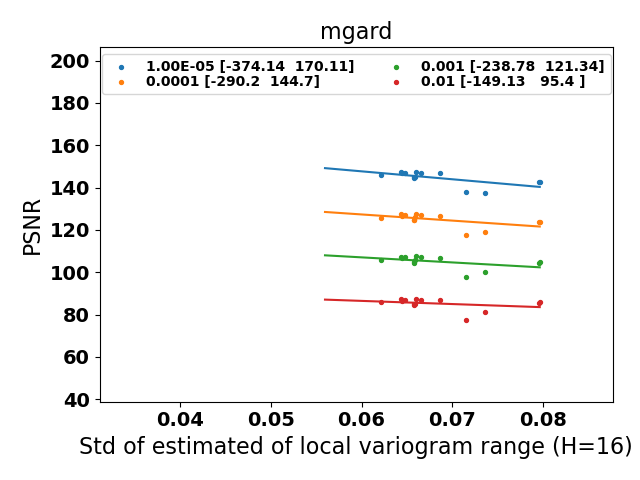 mgard
1.00E-05 [-374.14  170.11]
0.0001 [-290.2  144.7]
0.001 [-238.78  121.34]
0.01 [-149.13   95.4 ]
PSNR
200
180
160
140
120
100
80
60
40
0.04 0.05 0.06 0.07 0.08
Std of estimated of local variogram range (H=16)